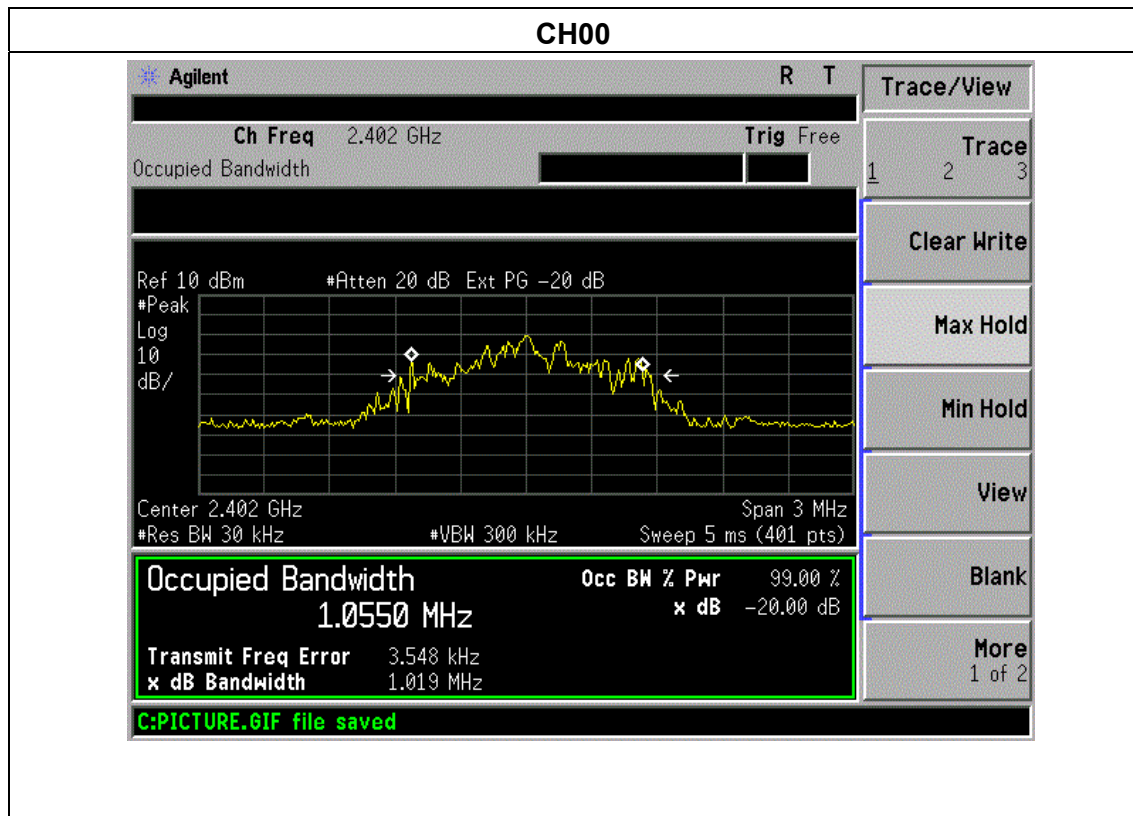 CH00
Agilent R T
Ch Freq 2.402 GHz Trig Free
Occupied Bandwidth
Ref 10 dBm #Atten 20 dB Ext PG -20 dB
#Peak
Log
10
dB/
Center 2.402 GHz Span 3 MHz
#Res BW 30 kHz #VBW 300 kHz Sweep 5 ms (401 pts)
Occupied Bandwidth Occ BW % Pwr 99.00 %
1.0550 MHz x dB -20.00 dB
Transmit Freq Error 3.548 kHz
x dB Bandwidth 1.019 MHz
C:PICTURE.GIF file saved
Trace/View
Trace
1 2 3
Clear Write
Max Hold
Min Hold
View
Blank
More
1 of 2